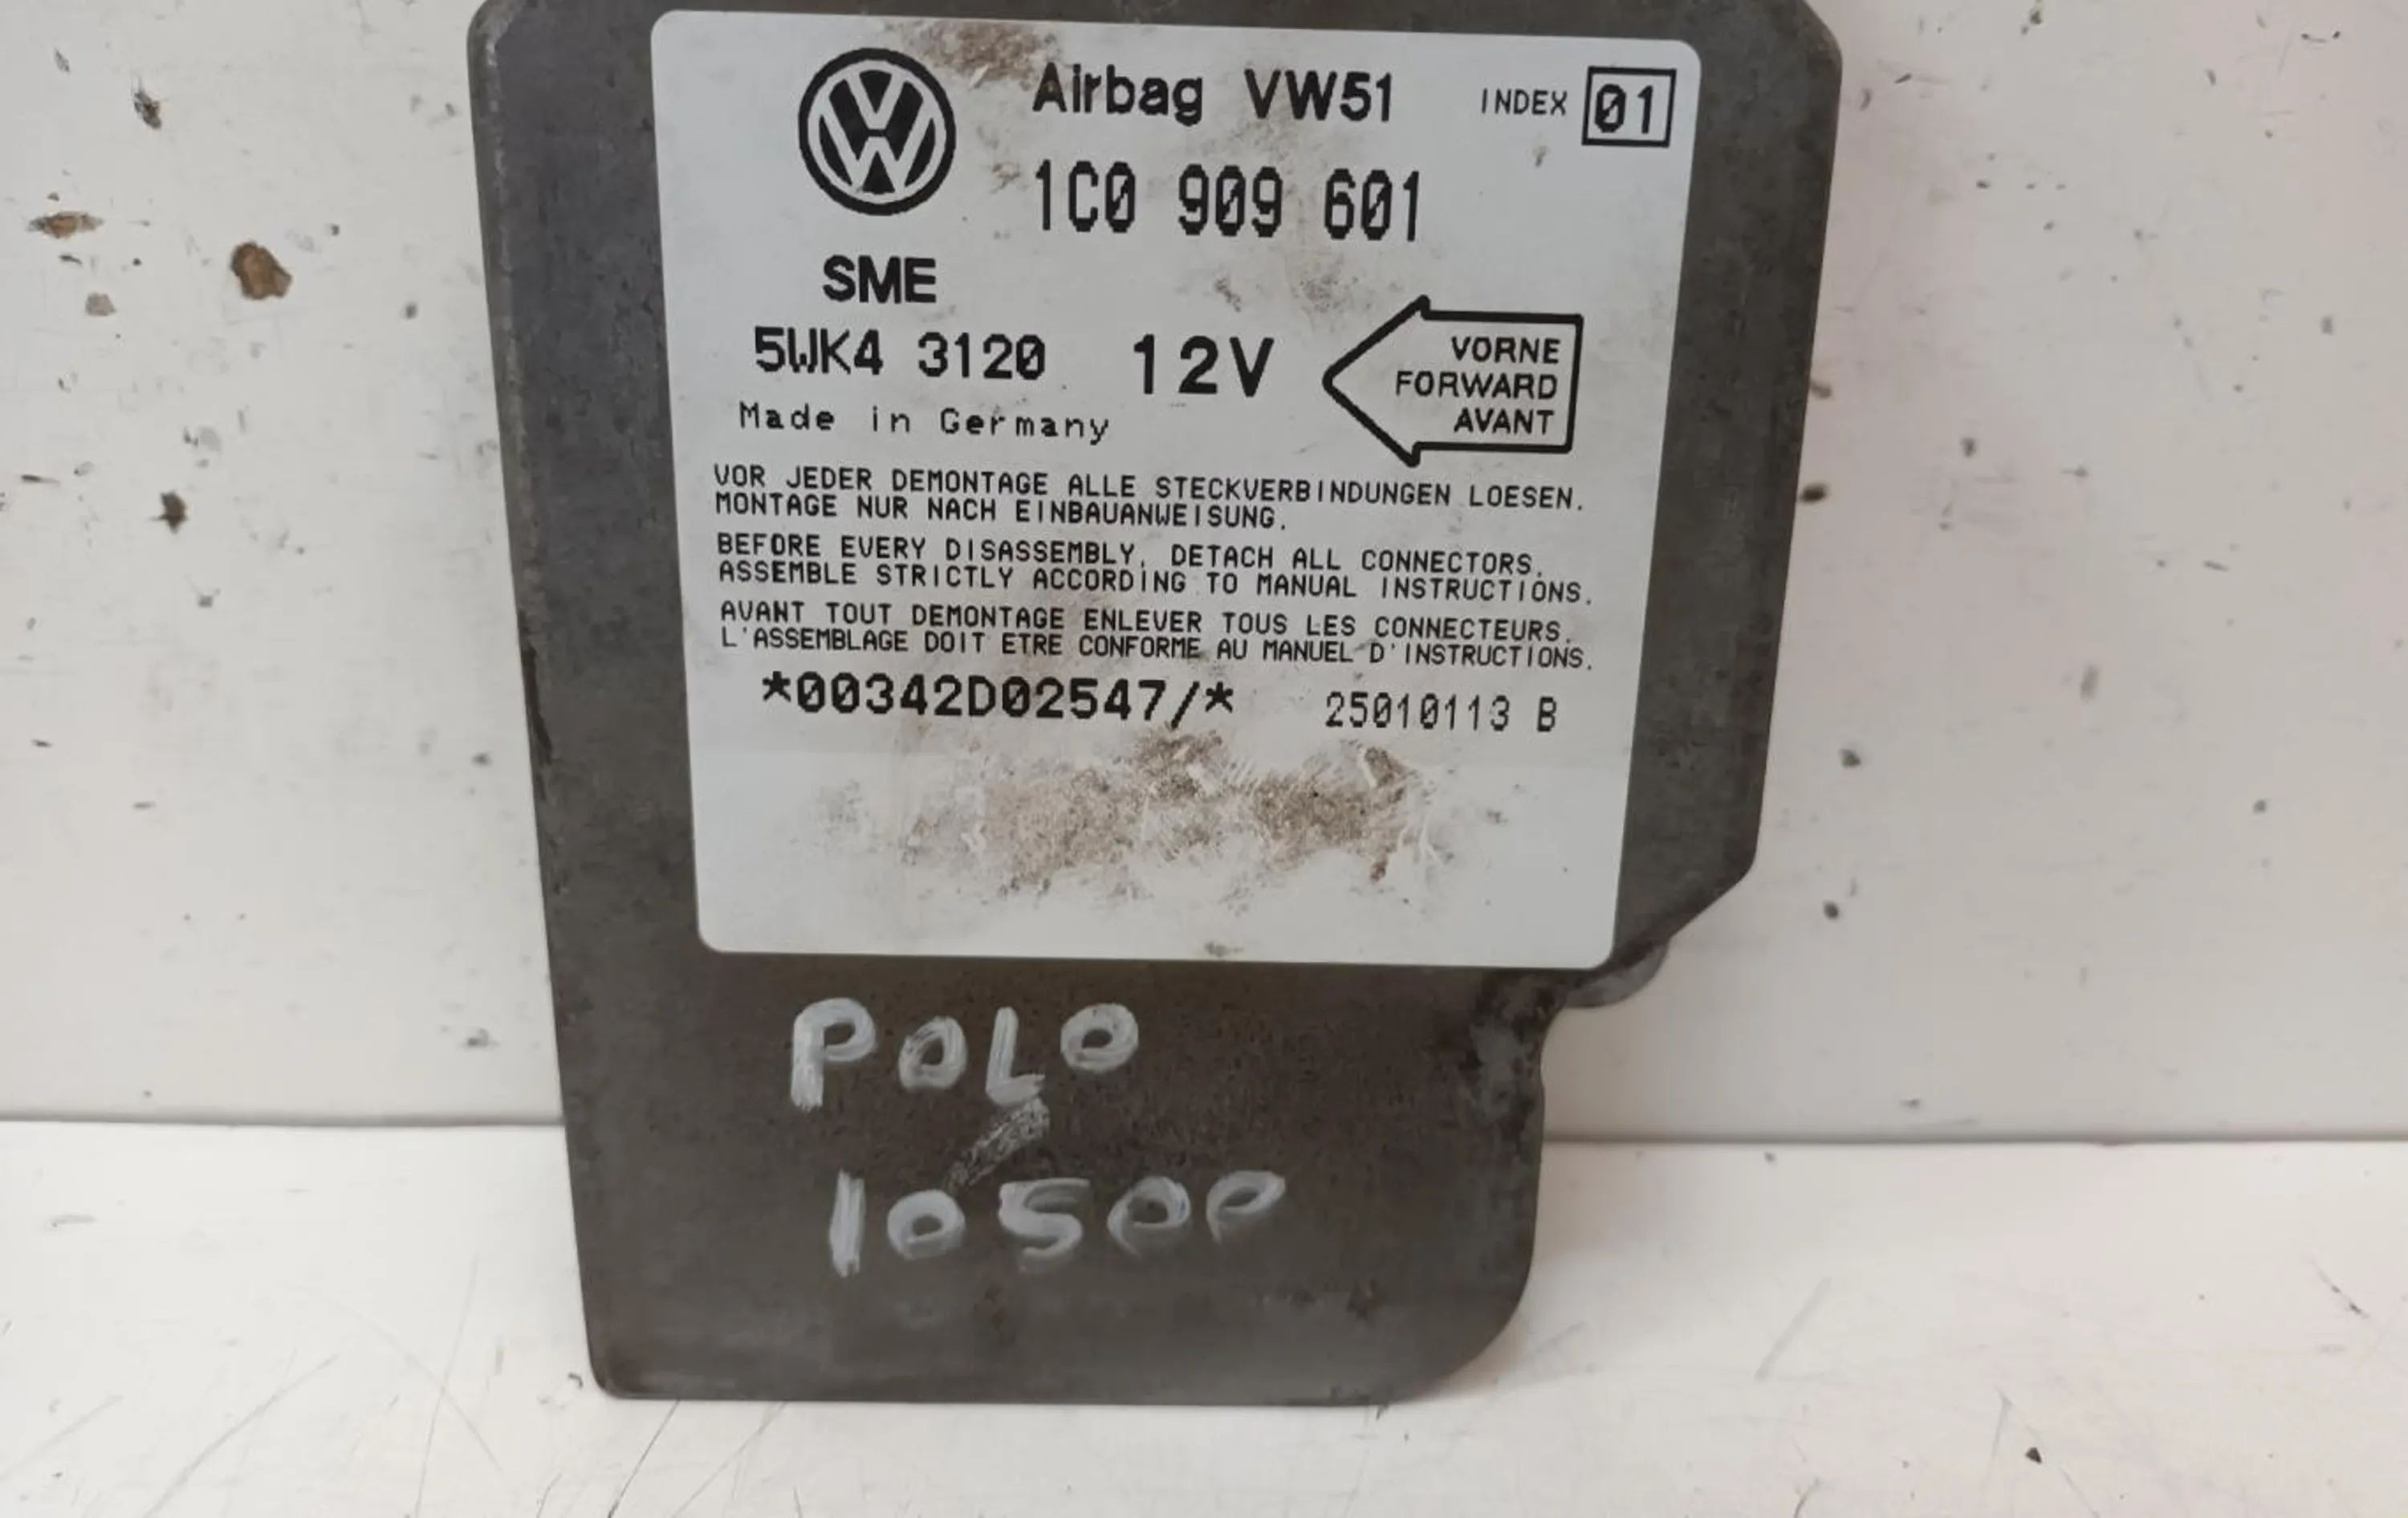 Airbag VW51 INDEX 01
1C0 909 601
SME
5WK4 3120 12V
VORNE
FORWARD
AVANT
Made in Germany
VOR JEDER DEMONTAGE ALLE STECKVERBINDUNGEN LOESEN.
MONTAGE NUR NACH EINBAUANWEISUNG.
BEFORE EVERY DISASSEMBLY, DETACH ALL CONNECTORS.
ASSEMBLE STRICTLY ACCORDING TO MANUAL INSTRUCTIONS.
AVANT TOUT DEMONTAGE ENLEVER TOUS LES CONNECTEURS.
L'ASSEMBLAGE DOIT ETRE CONFORME AU MANUEL D'INSTRUCTIONS.
*00342D02547/* 25010113 B
POLO
10500